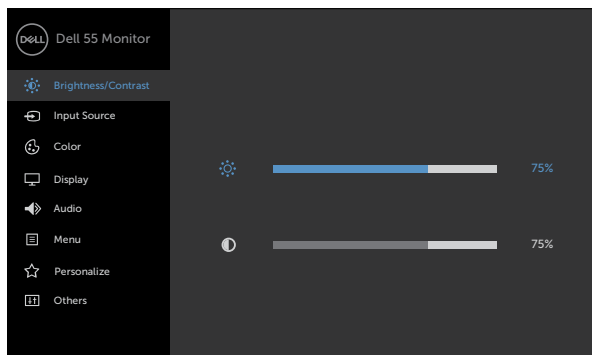 DELL
Dell 55 Monitor
Brightness/Contrast
Input Source
Color
Display
Audio
Menu
Personalize
Others
75%
75%